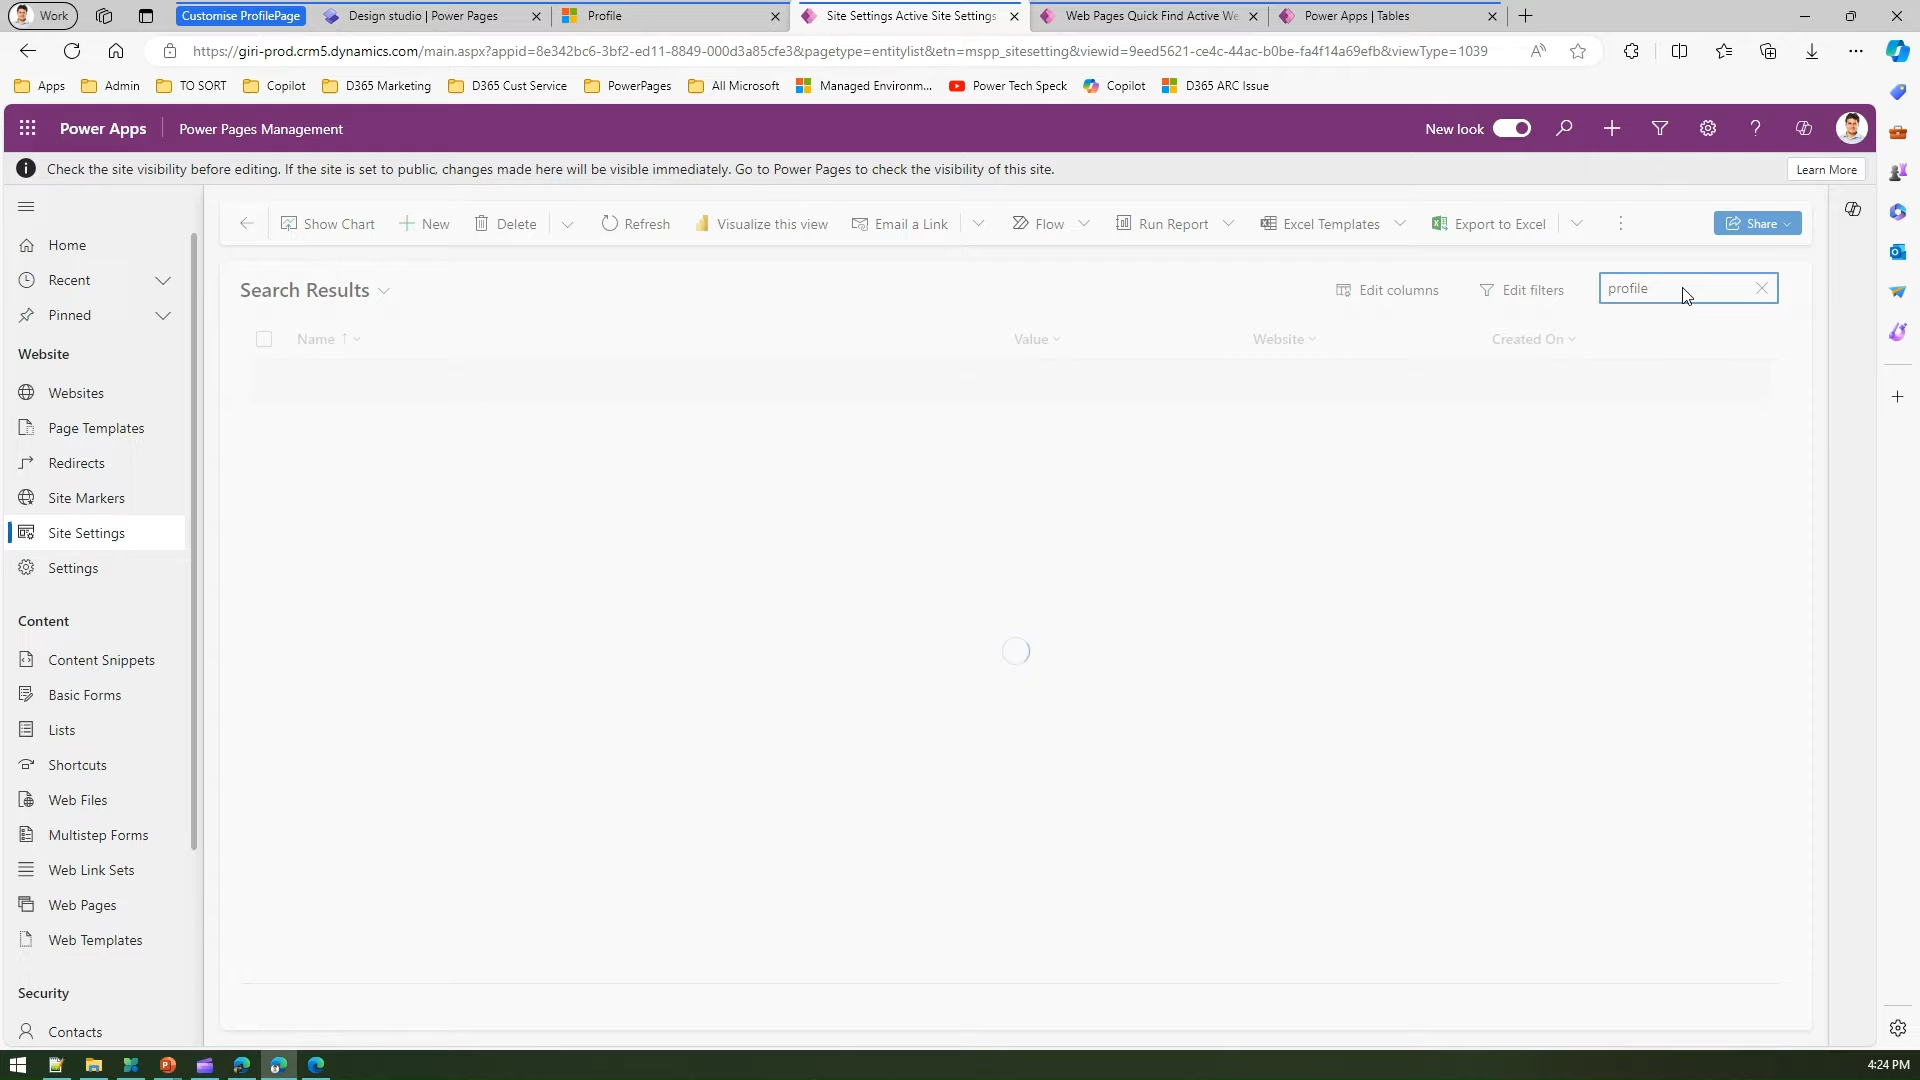 Work
Customise ProfilePage
Design studio | Power Pages
Profile
Site Settings Active Site Settings
Web Pages Quick Find Active We
Power Apps | Tables
https://giri-prod.crm5.dynamics.com/main.aspx?appid=8e342bc6-3bf2-ed11-8849-000d3a85cfe3&pagetype=entitylist&etn=mspp_sitesetting&viewid=9eed5621-ce4c-44ac-b0be-fa4f14a69efb&viewType=1039
Apps
Admin
TO SORT
Copilot
D365 Marketing
D365 Cust Service
PowerPages
All Microsoft
Managed Environm...
Power Tech Speck
Copilot
D365 ARC Issue
Power Apps
Power Pages Management
New look
Check the site visibility before editing. If the site is set to public, changes made here will be visible immediately. Go to Power Pages to check the visibility of this site.
Learn More
Show Chart
New
Delete
Refresh
Visualize this view
Email a Link
Flow
Run Report
Excel Templates
Export to Excel
Share
Home
Recent
Pinned
Website
Websites
Page Templates
Redirects
Site Markers
Site Settings
Settings
Content
Content Snippets
Basic Forms
Lists
Shortcuts
Web Files
Multistep Forms
Web Link Sets
Web Pages
Web Templates
Security
Contacts
Search Results
Edit columns
Edit filters
profile
Name
Value
Website
Created On
4:24 PM